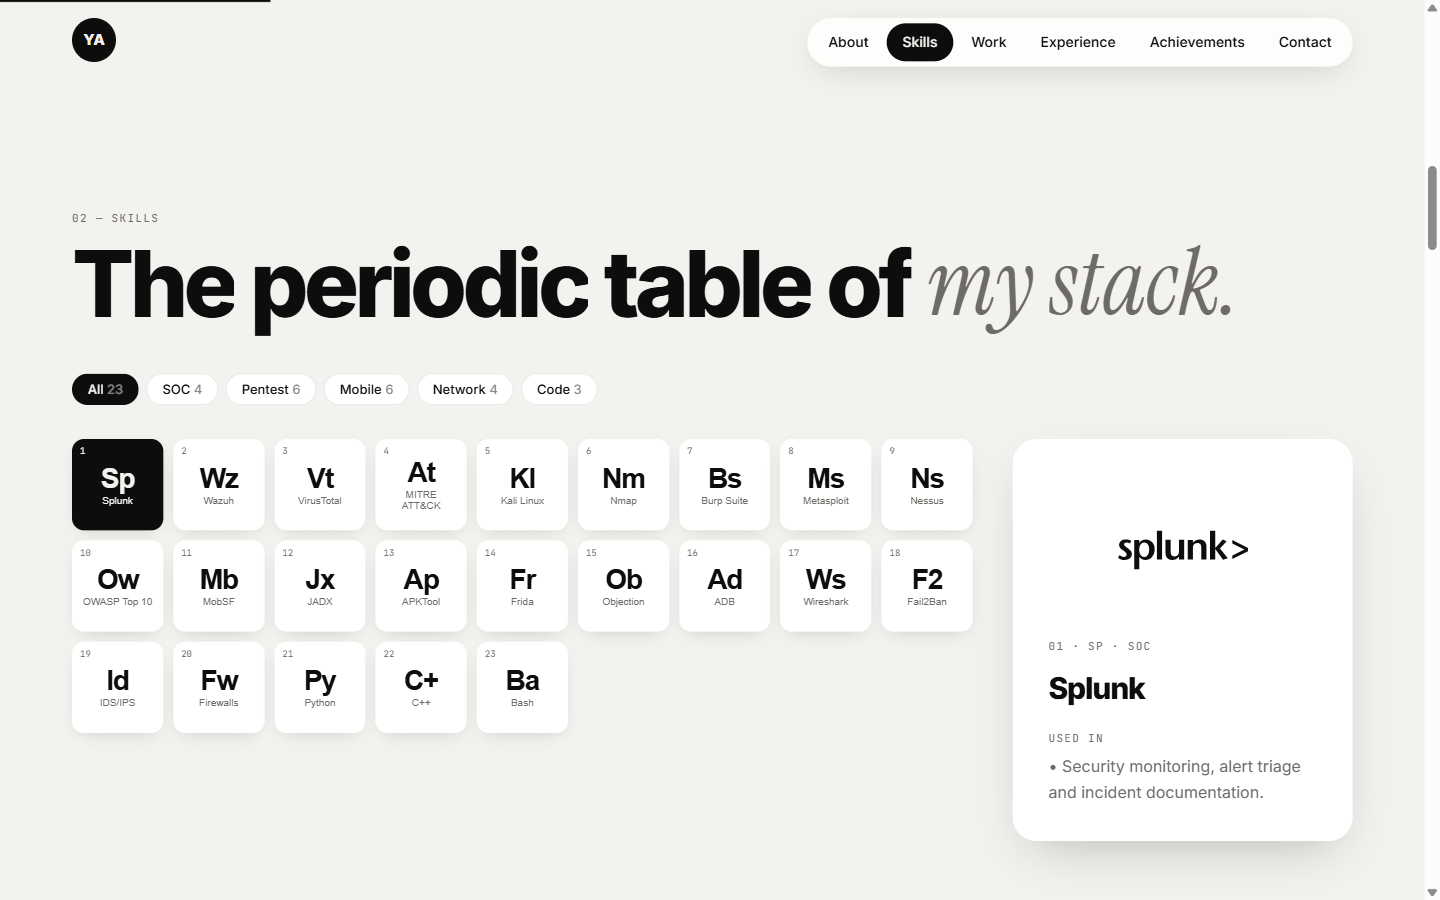 YA
About Skills Work Experience Achievements Contact
02 — SKILLS
The periodic table of my stack.
All 23 SOC 4 Pentest 6 Mobile 6 Network 4 Code 3
1 Sp Splunk
2 Wz Wazuh
3 Vt VirusTotal
4 At MITRE ATT&CK
5 Kl Kali Linux
6 Nm Nmap
7 Bs Burp Suite
8 Ms Metasploit
9 Ns Nessus
10 Ow OWASP Top 10
11 Mb MobSF
12 Jx JADX
13 Ap APKTool
14 Fr Frida
15 Ob Objection
16 Ad ADB
17 Ws Wireshark
18 F2 Fail2Ban
19 Id IDS/IPS
20 Fw Firewalls
21 Py Python
22 C+ C++
23 Ba Bash
splunk>
01 · SP · SOC
Splunk
USED IN
• Security monitoring, alert triage
and incident documentation.